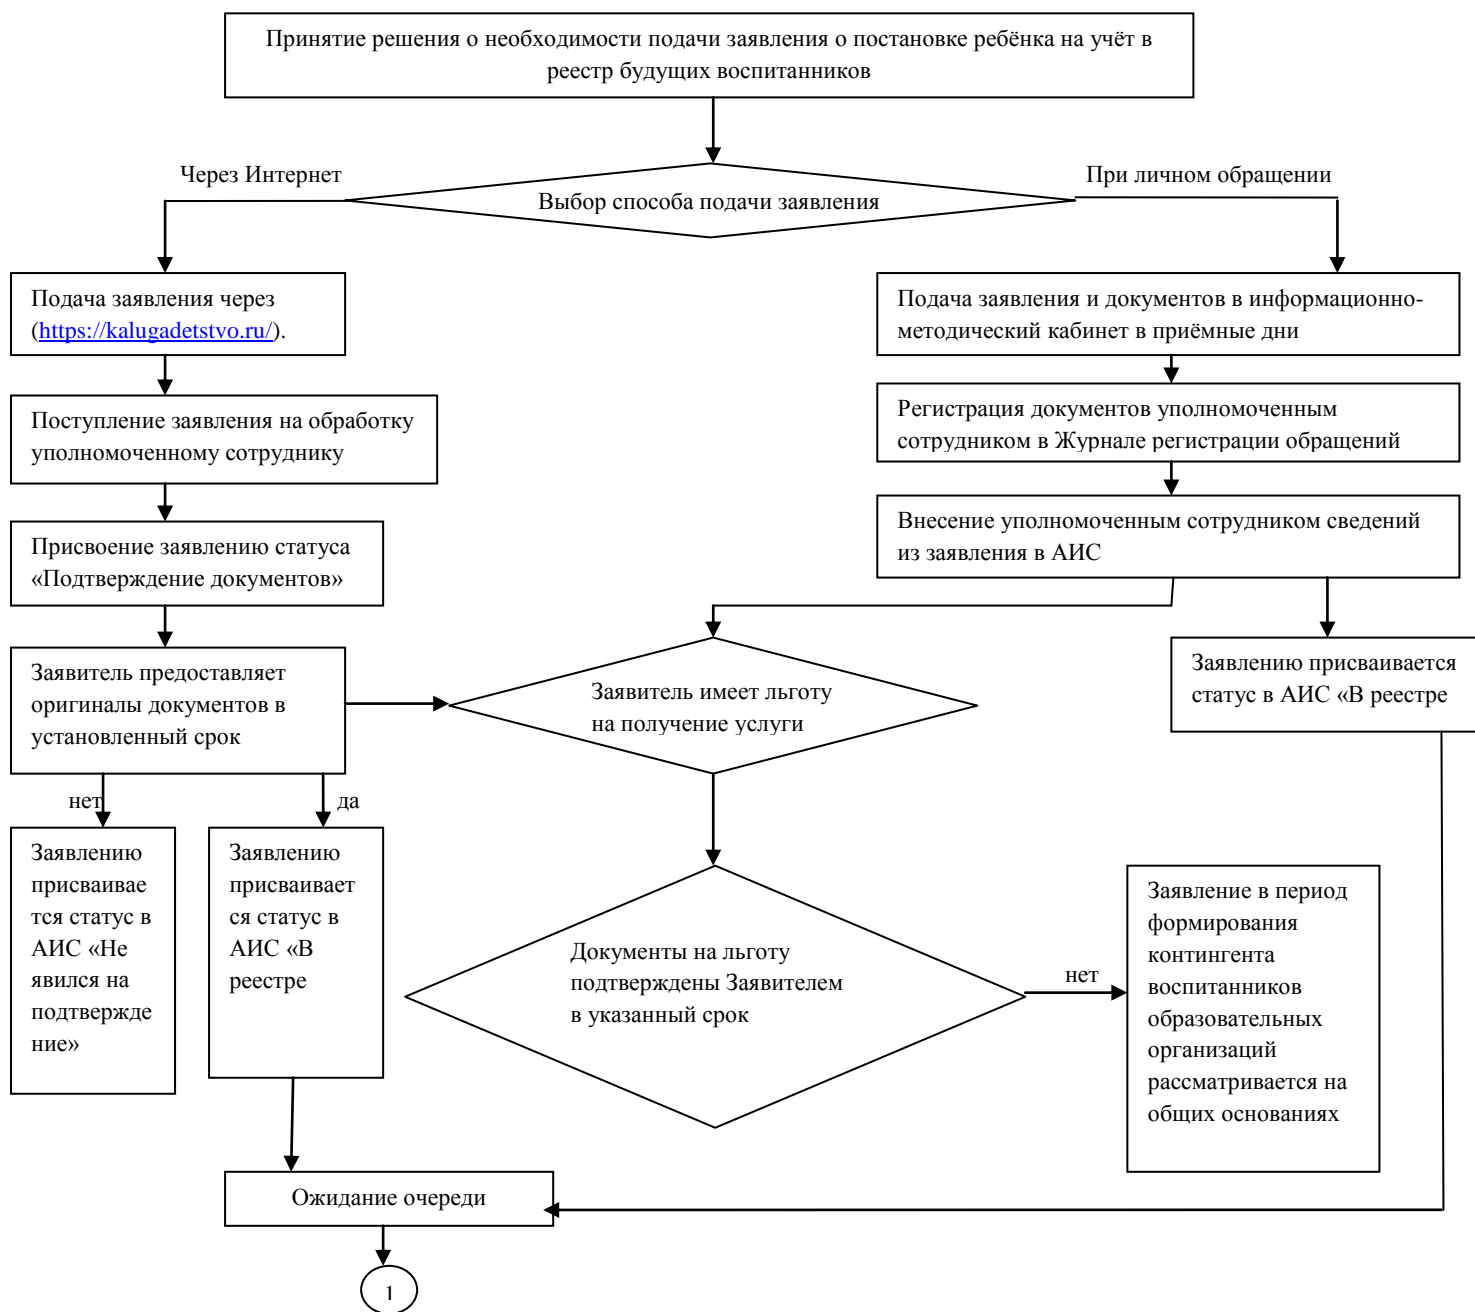 Принятие решения о необходимости подачи заявления о постановке ребёнка на учёт в
реестр будущих воспитанников
Через Интернет
При личном обращении
Выбор способа подачи заявления
Подача заявления через
(https://kalugadetstvo.ru/).
Подача заявления и документов в информационно-
методический кабинет в приёмные дни
Поступление заявления на обработку
уполномоченному сотруднику
Регистрация документов уполномоченным
сотрудником в Журнале регистрации обращений
Присвоение заявлению статуса
«Подтверждение документов»
Внесение уполномоченным сотрудником сведений
из заявления в АИС
Заявитель предоставляет
оригиналы документов в
установленный срок
Заявитель имеет льготу
на получение услуги
Заявлению присваивается
статус в АИС «В реестре
нет
да
Заявлению
присваивае
тся статус в
АИС «Не
явился на
подтвержде
ние»
Заявлению
присваивает
ся статус в
АИС «В
реестре
Документы на льготу
подтверждены Заявителем
в указанный срок
нет
Заявление в период
формирования
контингента
воспитанников
образовательных
организаций
рассматривается на
общих основаниях
Ожидание очереди
1